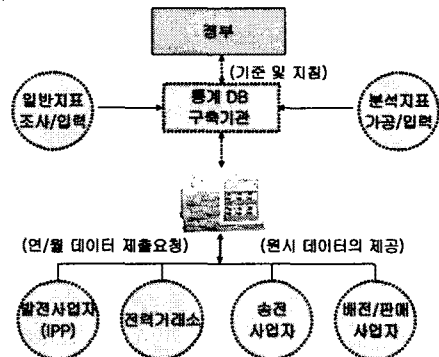 정부
(기준 및 지침)
일반지표
조사/입력
통계 DB
구축기관
분석지표
가공/입력
(연/월 데이터 제출요청)
(원시 데이터의 제공)
발전사업자
(IPP)
전력거래소
송전
사업자
배전/판매
사업자